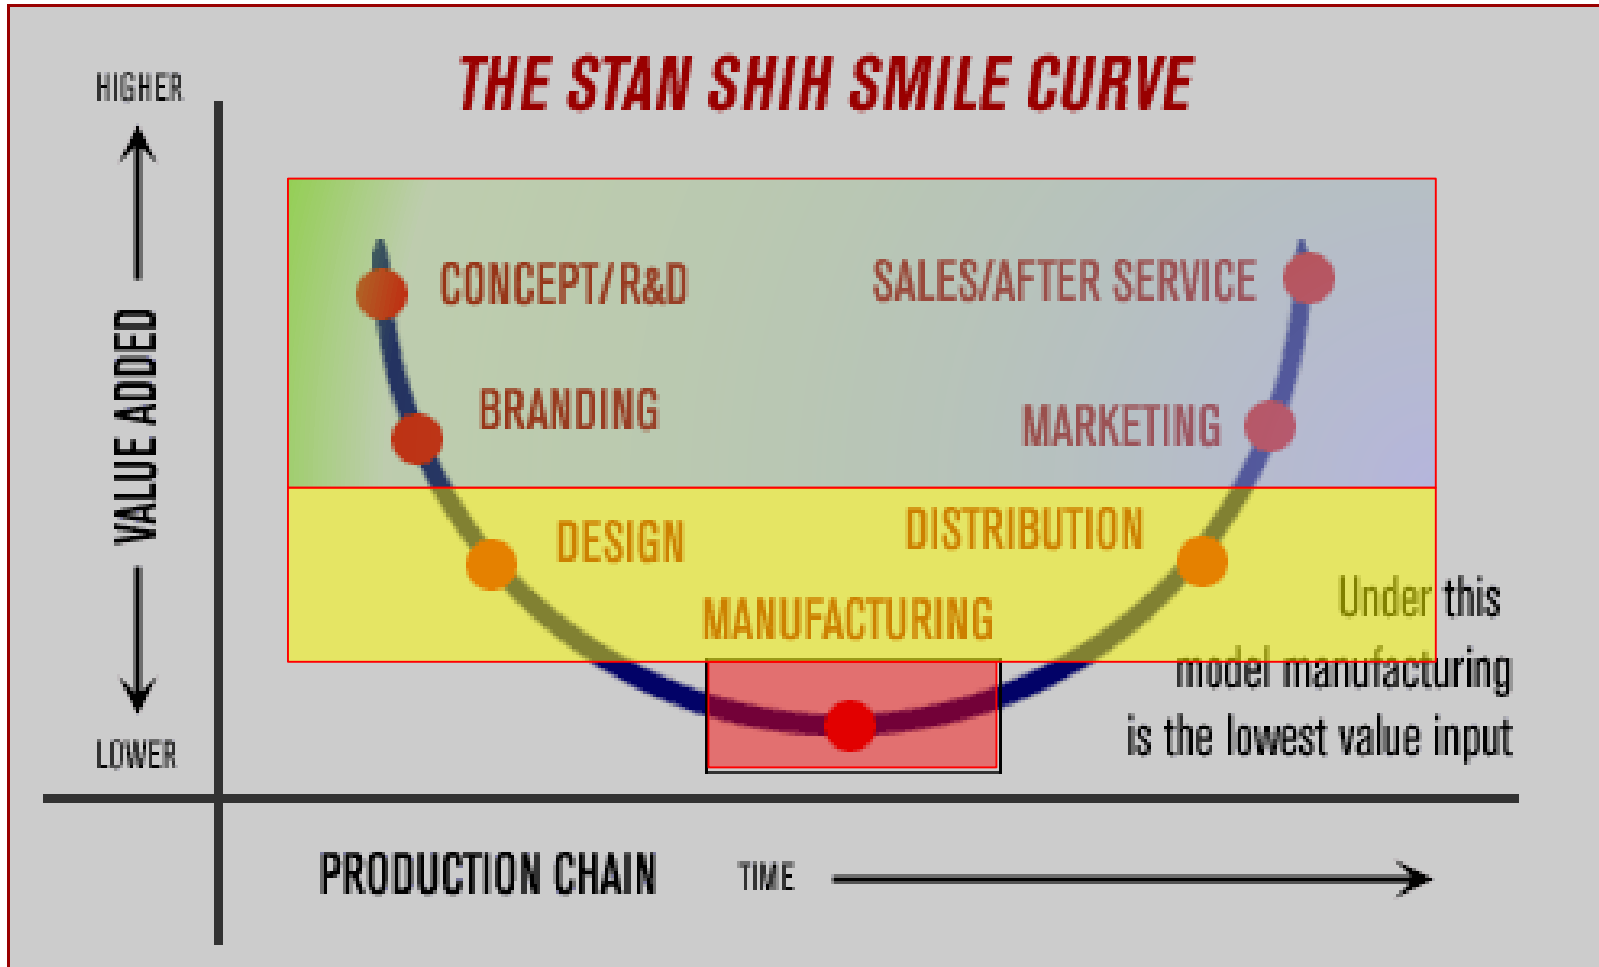 THE STAN SHIH SMILE CURVE
HIGHER
VALUE ADDED
LOWER
CONCEPT/R&D
SALES/AFTER SERVICE
BRANDING
MARKETING
DESIGN
DISTRIBUTION
MANUFACTURING
Under this
model manufacturing
is the lowest value input
PRODUCTION CHAIN
TIME